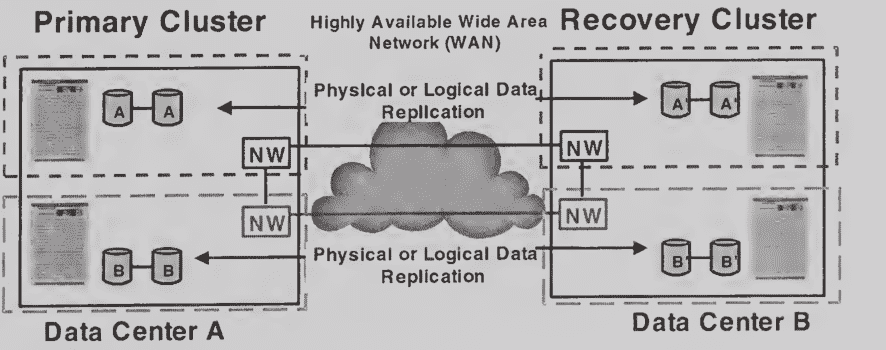 Primary Cluster
Highly Available Wide Area
Network (WAN)
Recovery Cluster
Physical or Logical Data
Replication
A A
A A'
NW
NW
NW
NW
B B
B B'
Physical or Logical Data
Replication
Data Center A
Data Center B